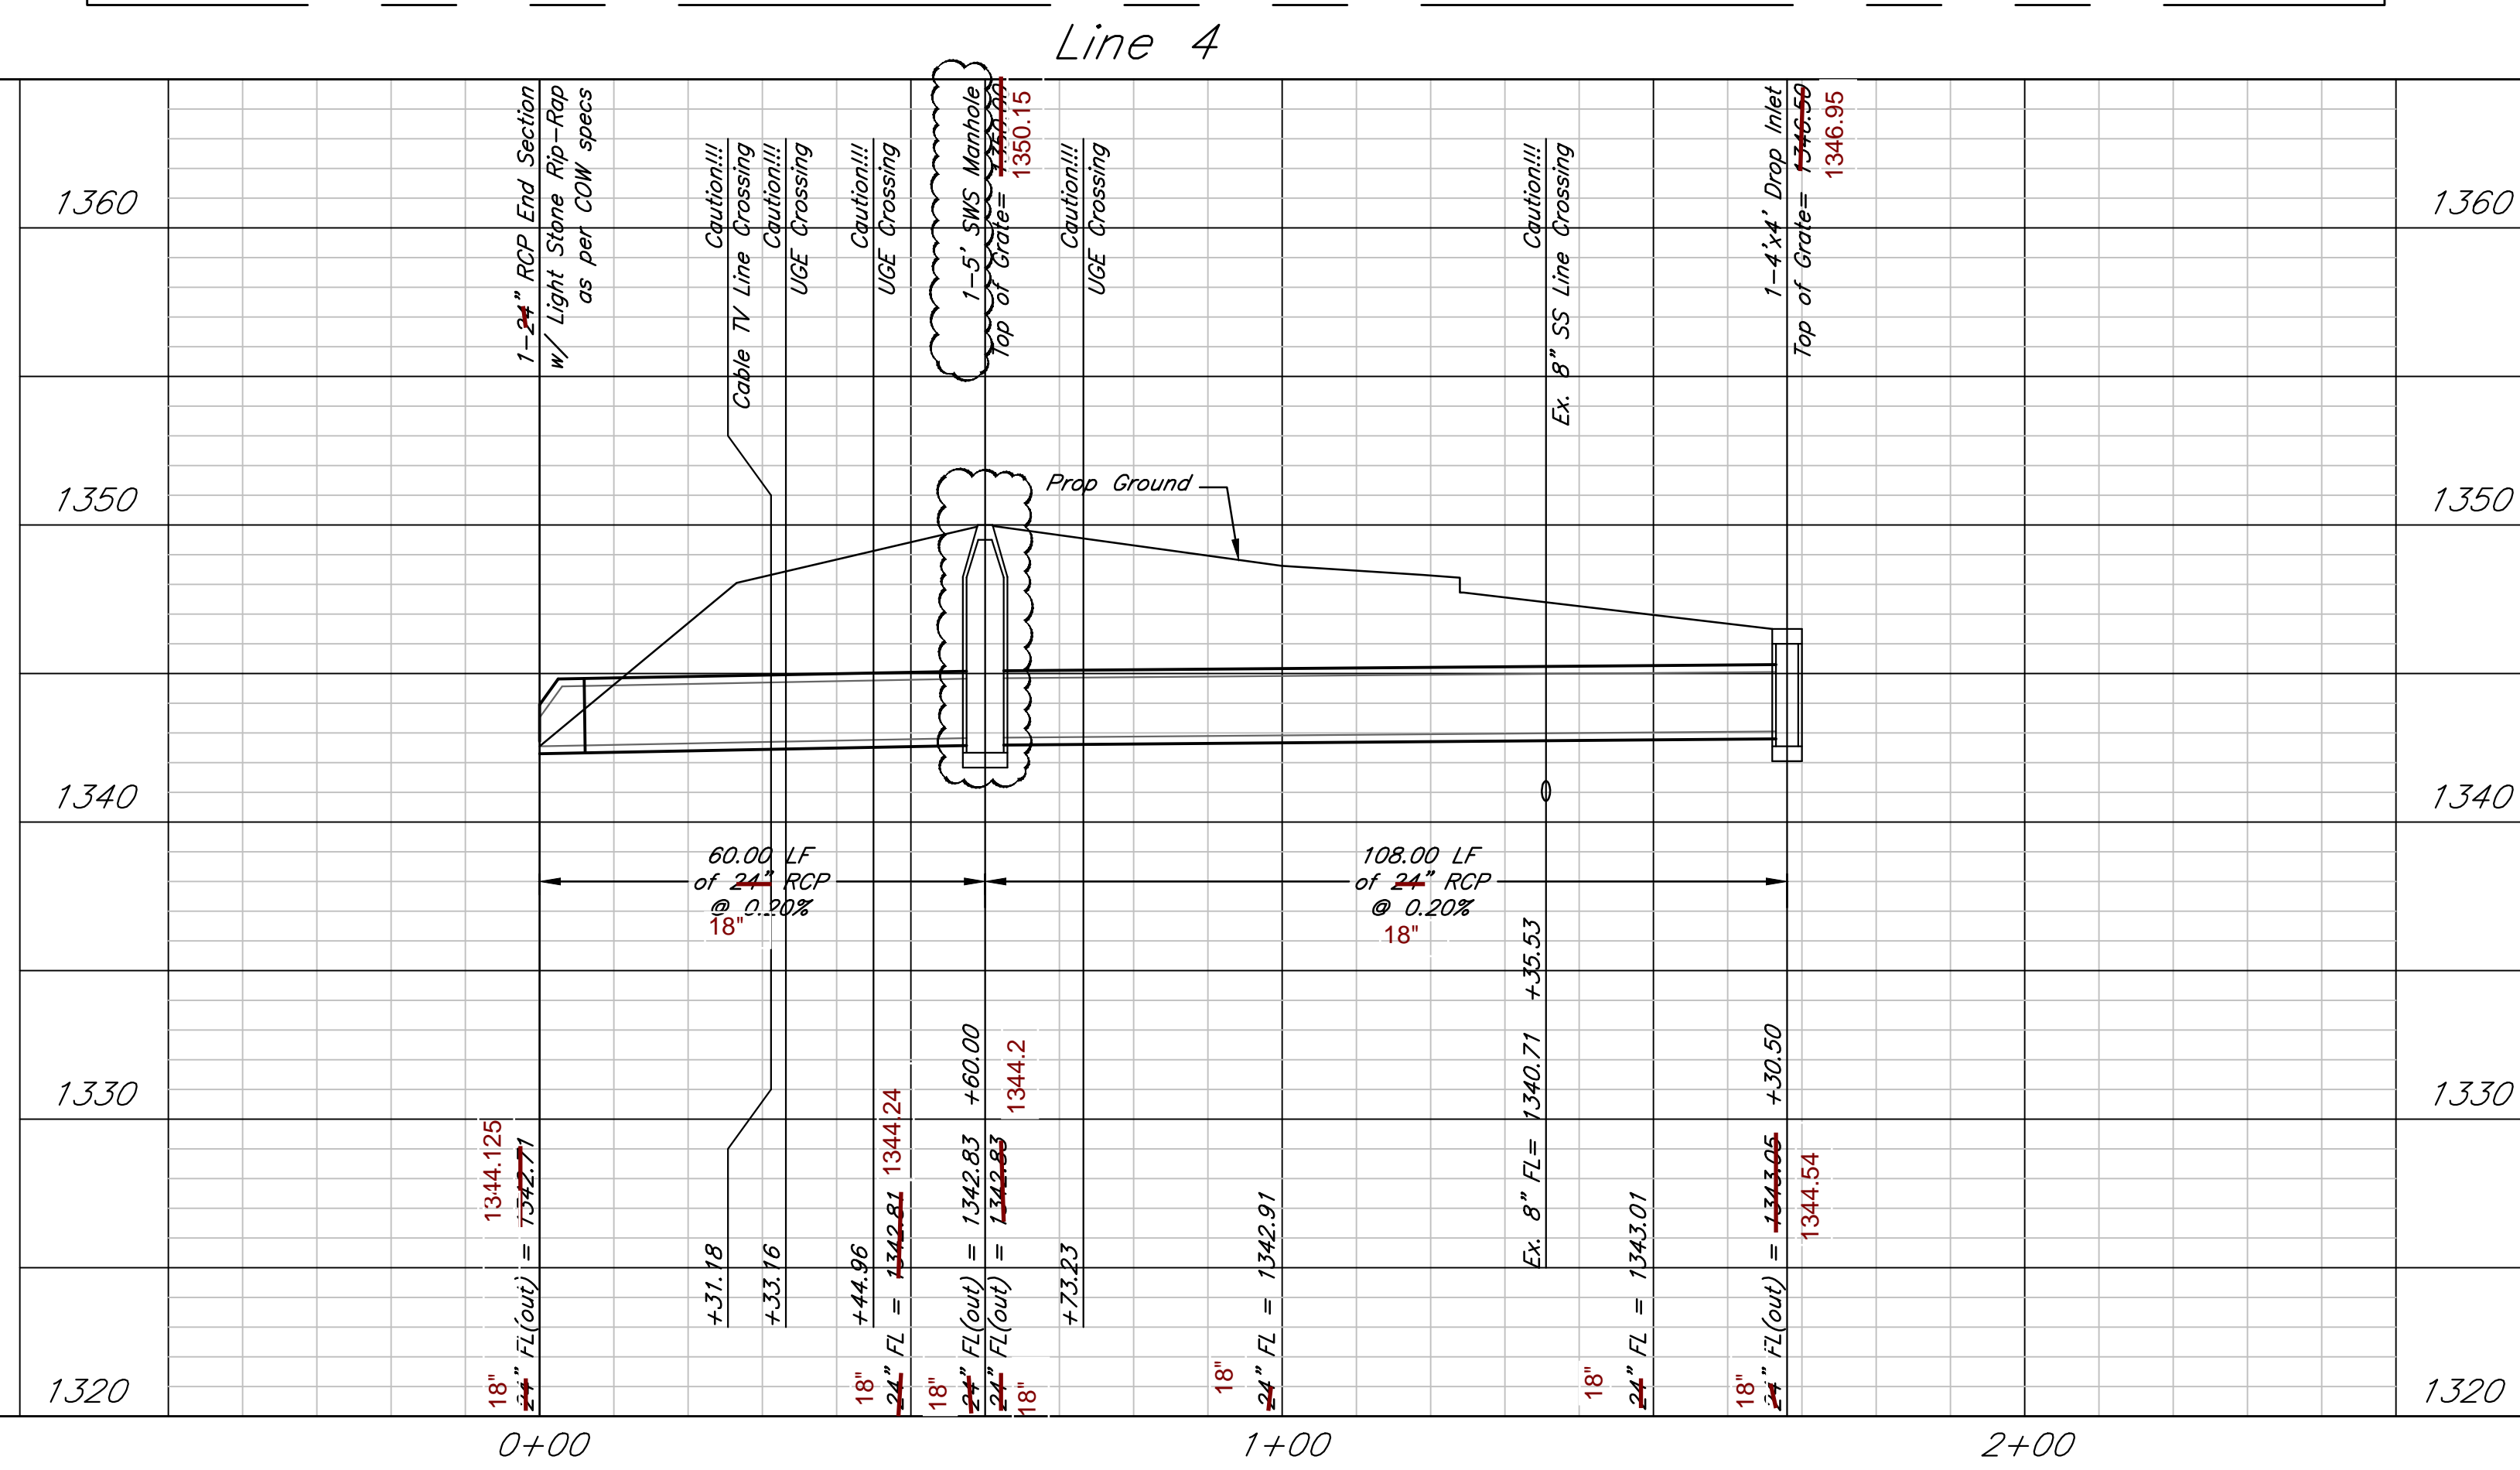 Line 4
1-24" RCP End Section
w/ Light Stone Rip-Rap
as per COW specs
Caution!!!
Cable TV Line Crossing
Caution!!!
UGE Crossing
Caution!!!
UGE Crossing
1-5' SWS Manhole
Top of Grate=
1350.15
Caution!!!
UGE Crossing
Caution!!!
Ex. 8" SS Line Crossing
1-4'x4' Drop Inlet
Top of Grate= 1346.50
1346.95
1360
1360
1350
1350
Prop Ground
1340
1340
60.00 LF
of 24" RCP
@ 0.20%
18"
108.00 LF
of 24" RCP
@ 0.20%
18"
1330
1330
1344.125
24" FL(out) = 1342.71
18"
+31.18
+33.16
+44.96
1344.24
24" FL = 1342.81
18"
24" FL(out) = 1342.83 +60.00
18"
24" FL(out) = 1342.83
1344.2
18"
+73.23
24" FL = 1342.91
18"
Ex. 8" FL= 1340.71 +35.53
24" FL = 1343.01
18"
24" FL(out) = 1343.05 +30.50
1344.54
18"
1320
1320
0+00
1+00
2+00